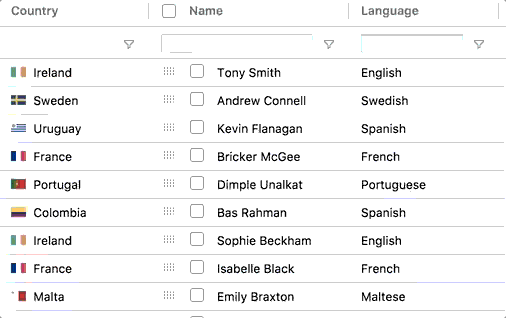 Country Name Language
Ireland Tony Smith English
Sweden Andrew Connell Swedish
Uruguay Kevin Flanagan Spanish
France Bricker McGee French
Portugal Dimple Unalkat Portuguese
Colombia Bas Rahman Spanish
Ireland Sophie Beckham English
France Isabelle Black French
Malta Emily Braxton Maltese